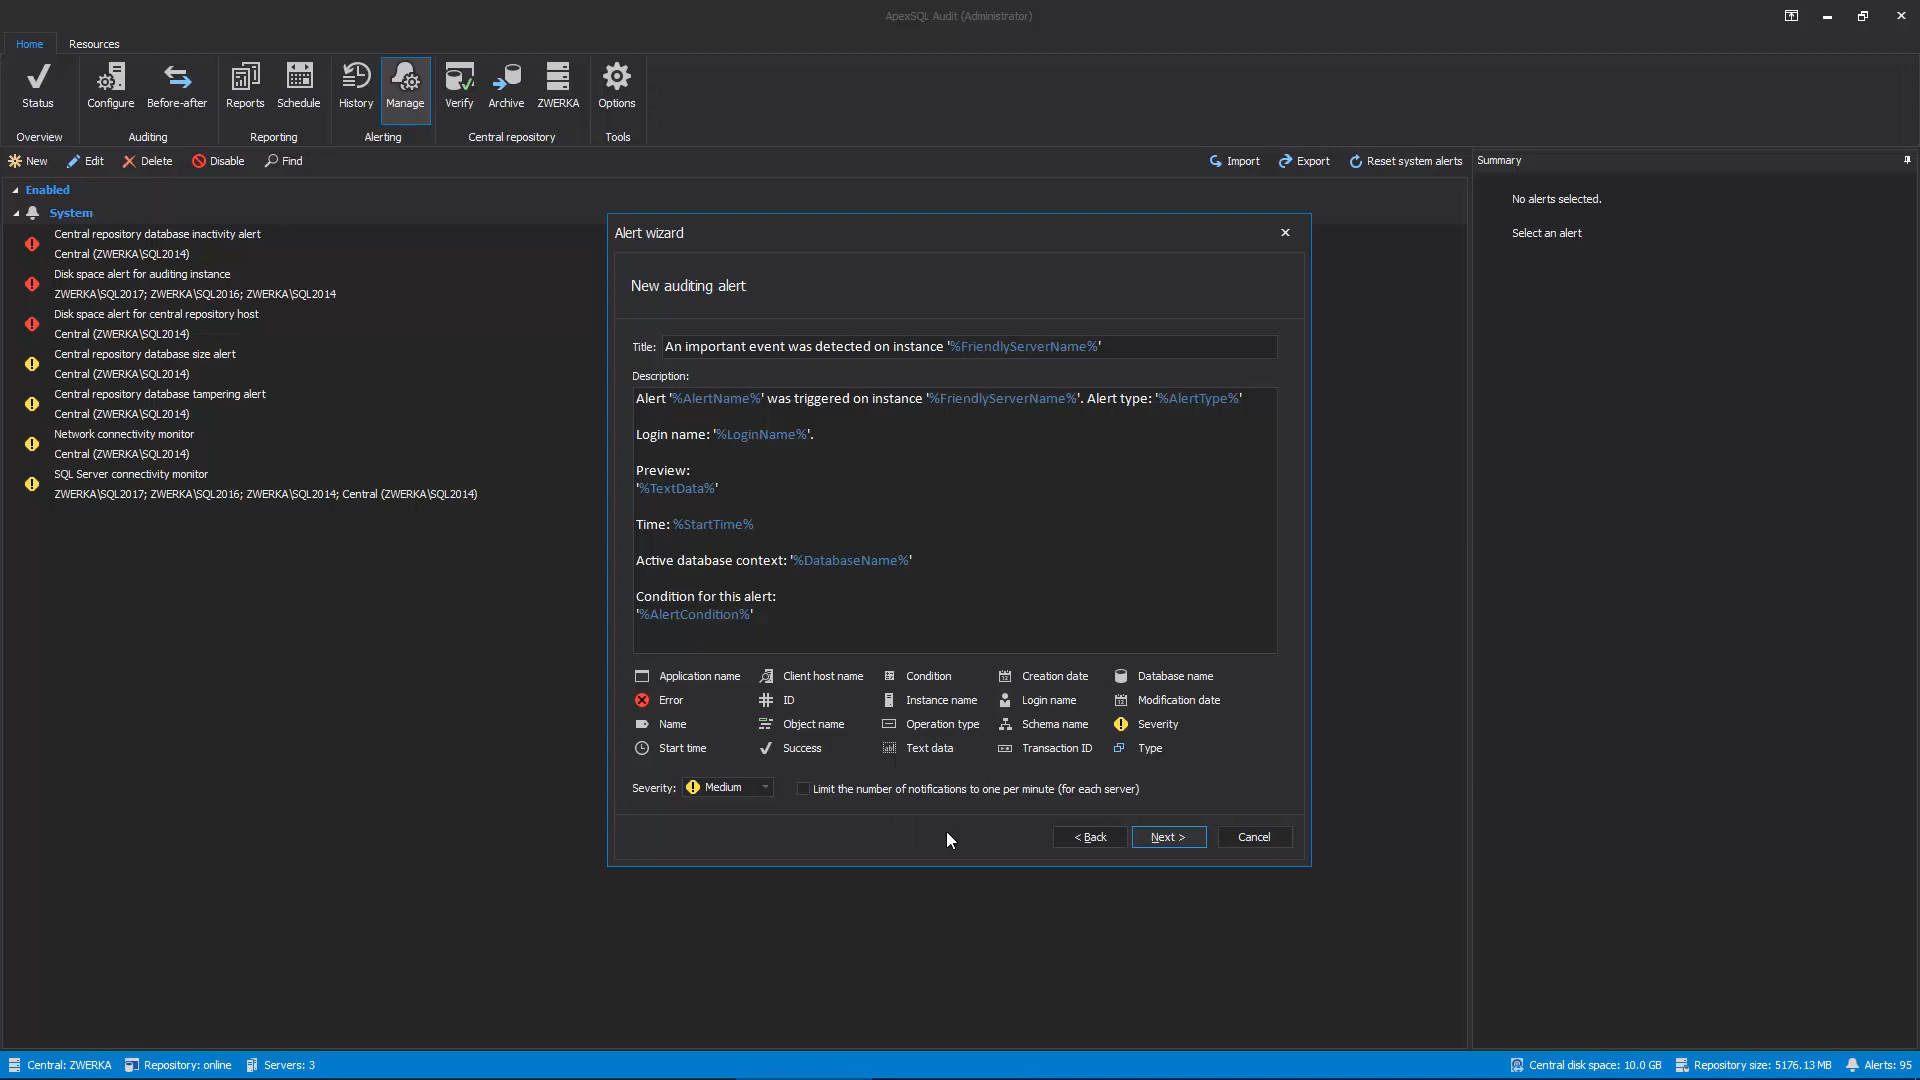 ApexSQL Audit (Administrator)
Home Resources
Status Configure Before-after Reports Schedule History Manage Verify Archive ZWERKA Options
Overview Auditing Reporting Alerting Central repository Tools
New Edit Delete Disable Find Import Export Reset system alerts
Summary
Enabled
System
Central repository database inactivity alert
Central (ZWERKA\SQL2014)
Disk space alert for auditing instance
ZWERKA\SQL2017; ZWERKA\SQL2016; ZWERKA\SQL2014
Disk space alert for central repository host
Central (ZWERKA\SQL2014)
Central repository database size alert
Central (ZWERKA\SQL2014)
Central repository database tampering alert
Central (ZWERKA\SQL2014)
Network connectivity monitor
Central (ZWERKA\SQL2014)
SQL Server connectivity monitor
ZWERKA\SQL2017; ZWERKA\SQL2016; ZWERKA\SQL2014; Central (ZWERKA\SQL2014)
Alert wizard
New auditing alert
Title: An important event was detected on instance '%FriendlyServerName%'
Description:
Alert '%AlertName%' was triggered on instance '%FriendlyServerName%'. Alert type: '%AlertType%'
Login name: '%LoginName%'.
Preview:
'%TextData%'
Time: %StartTime%
Active database context: '%DatabaseName%'
Condition for this alert:
'%AlertCondition%'
Application name Client host name Condition Creation date Database name
Error ID Instance name Login name Modification date
Name Object name Operation type Schema name Severity
Start time Success Text data Transaction ID Type
Severity: Medium Limit the number of notifications to one per minute (for each server)
< Back Next > Cancel
No alerts selected.
Select an alert
Central: ZWERKA Repository: online Servers: 3 Central disk space: 10.0 GB Repository size: 5176.13 MB Alerts: 95